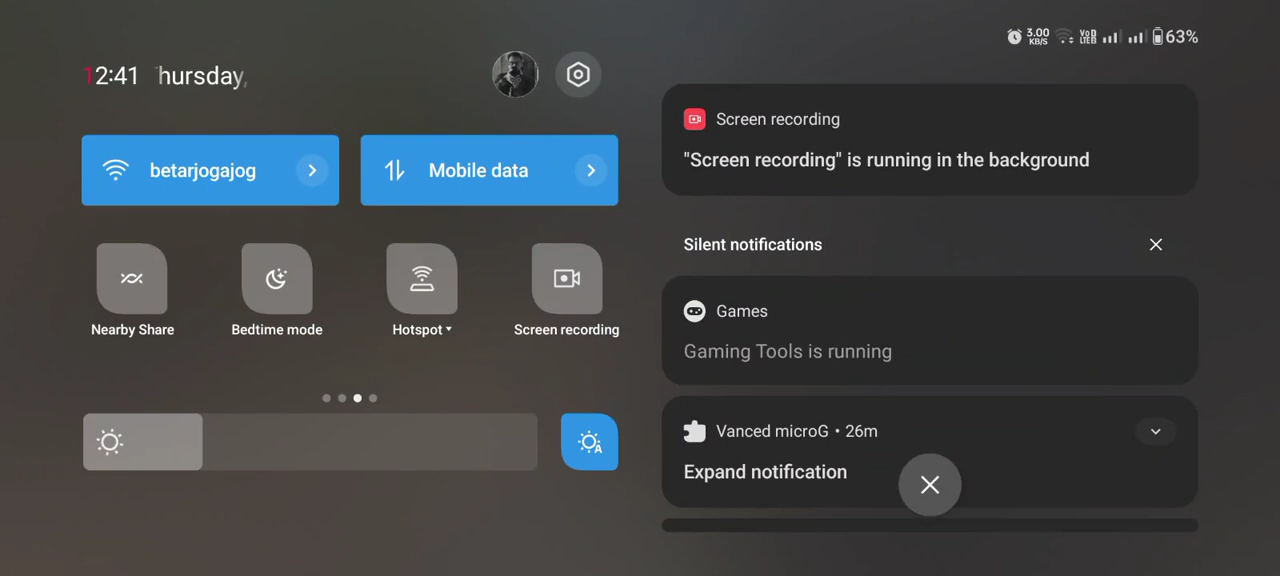 3.00
KB/S
VoD
LTE
63%
12:41 hursday,
betarjogajog
Mobile data
Nearby Share
Bedtime mode
Hotspot
Screen recording
A
Screen recording
"Screen recording" is running in the background
Silent notifications
Games
Gaming Tools is running
Vanced microG • 26m
Expand notification